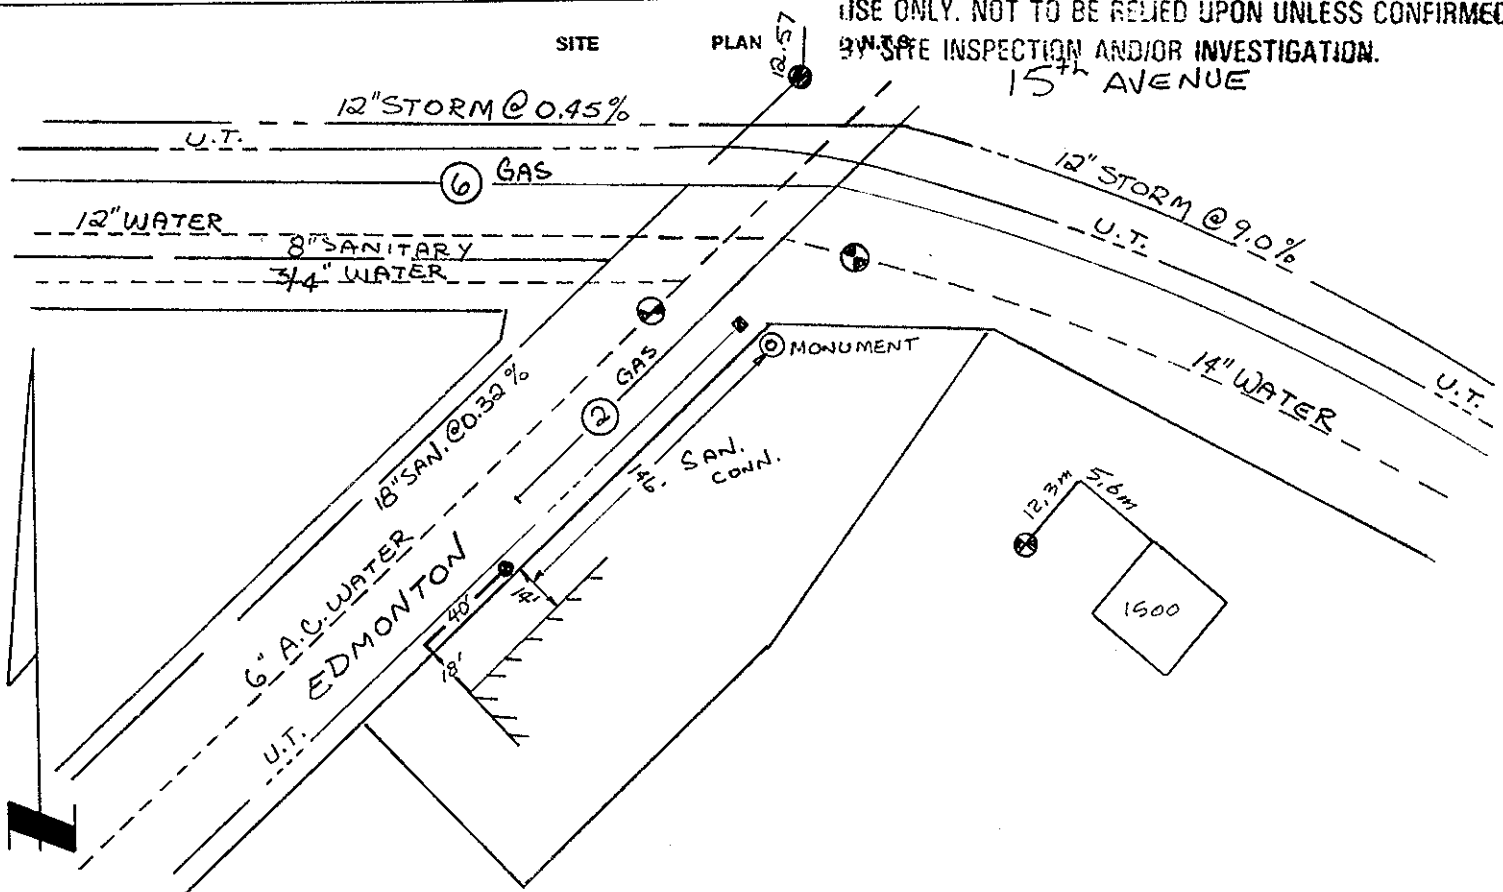 USE ONLY. NOT TO BE RELIED UPON UNLESS CONFIRMED
SITE PLAN N.T.S.
BY SITE INSPECTION AND/OR INVESTIGATION.
12.57
15th AVENUE
12" STORM @ 0.45%
U.T.
6 GAS
12" WATER
8" SANITARY
3/4" WATER
12" STORM @ 9.0%
U.T.
U.T.
14" WATER
MONUMENT
2 GAS
18" SAN. @ 0.32%
146.
SAN.
CONN.
6" A.C. WATER
EDMONTON
U.T.
40'
14'
18'
12,3m
5,6m
1500
N